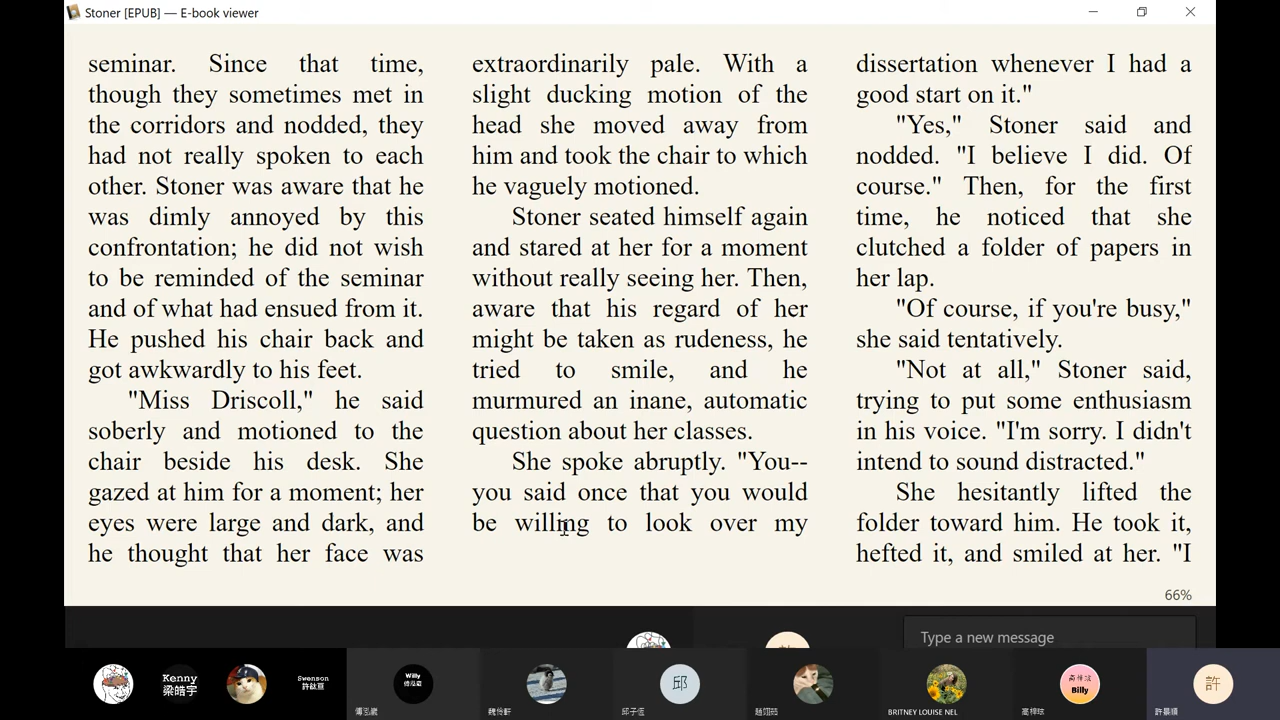 Stoner [EPUB] — E-book viewer
seminar. Since that time,
though they sometimes met in
the corridors and nodded, they
had not really spoken to each
other. Stoner was aware that he
was dimly annoyed by this
confrontation; he did not wish
to be reminded of the seminar
and of what had ensued from it.
He pushed his chair back and
got awkwardly to his feet.
"Miss Driscoll," he said
soberly and motioned to the
chair beside his desk. She
gazed at him for a moment; her
eyes were large and dark, and
he thought that her face was
extraordinarily pale. With a
slight ducking motion of the
head she moved away from
him and took the chair to which
he vaguely motioned.
Stoner seated himself again
and stared at her for a moment
without really seeing her. Then,
aware that his regard of her
might be taken as rudeness, he
tried to smile, and he
murmured an inane, automatic
question about her classes.
She spoke abruptly. "You--
you said once that you would
be willing to look over my
dissertation whenever I had a
good start on it."
"Yes," Stoner said and
nodded. "I believe I did. Of
course." Then, for the first
time, he noticed that she
clutched a folder of papers in
her lap.
"Of course, if you're busy,"
she said tentatively.
"Not at all," Stoner said,
trying to put some enthusiasm
in his voice. "I'm sorry. I didn't
intend to sound distracted."
She hesitantly lifted the
folder toward him. He took it,
hefted it, and smiled at her. "I
66%
Type a new message
Kenny
梁皓宇
Swenson
Willy
邱
邱子恆
BRITNEY LOUISE NEL
Billy
許